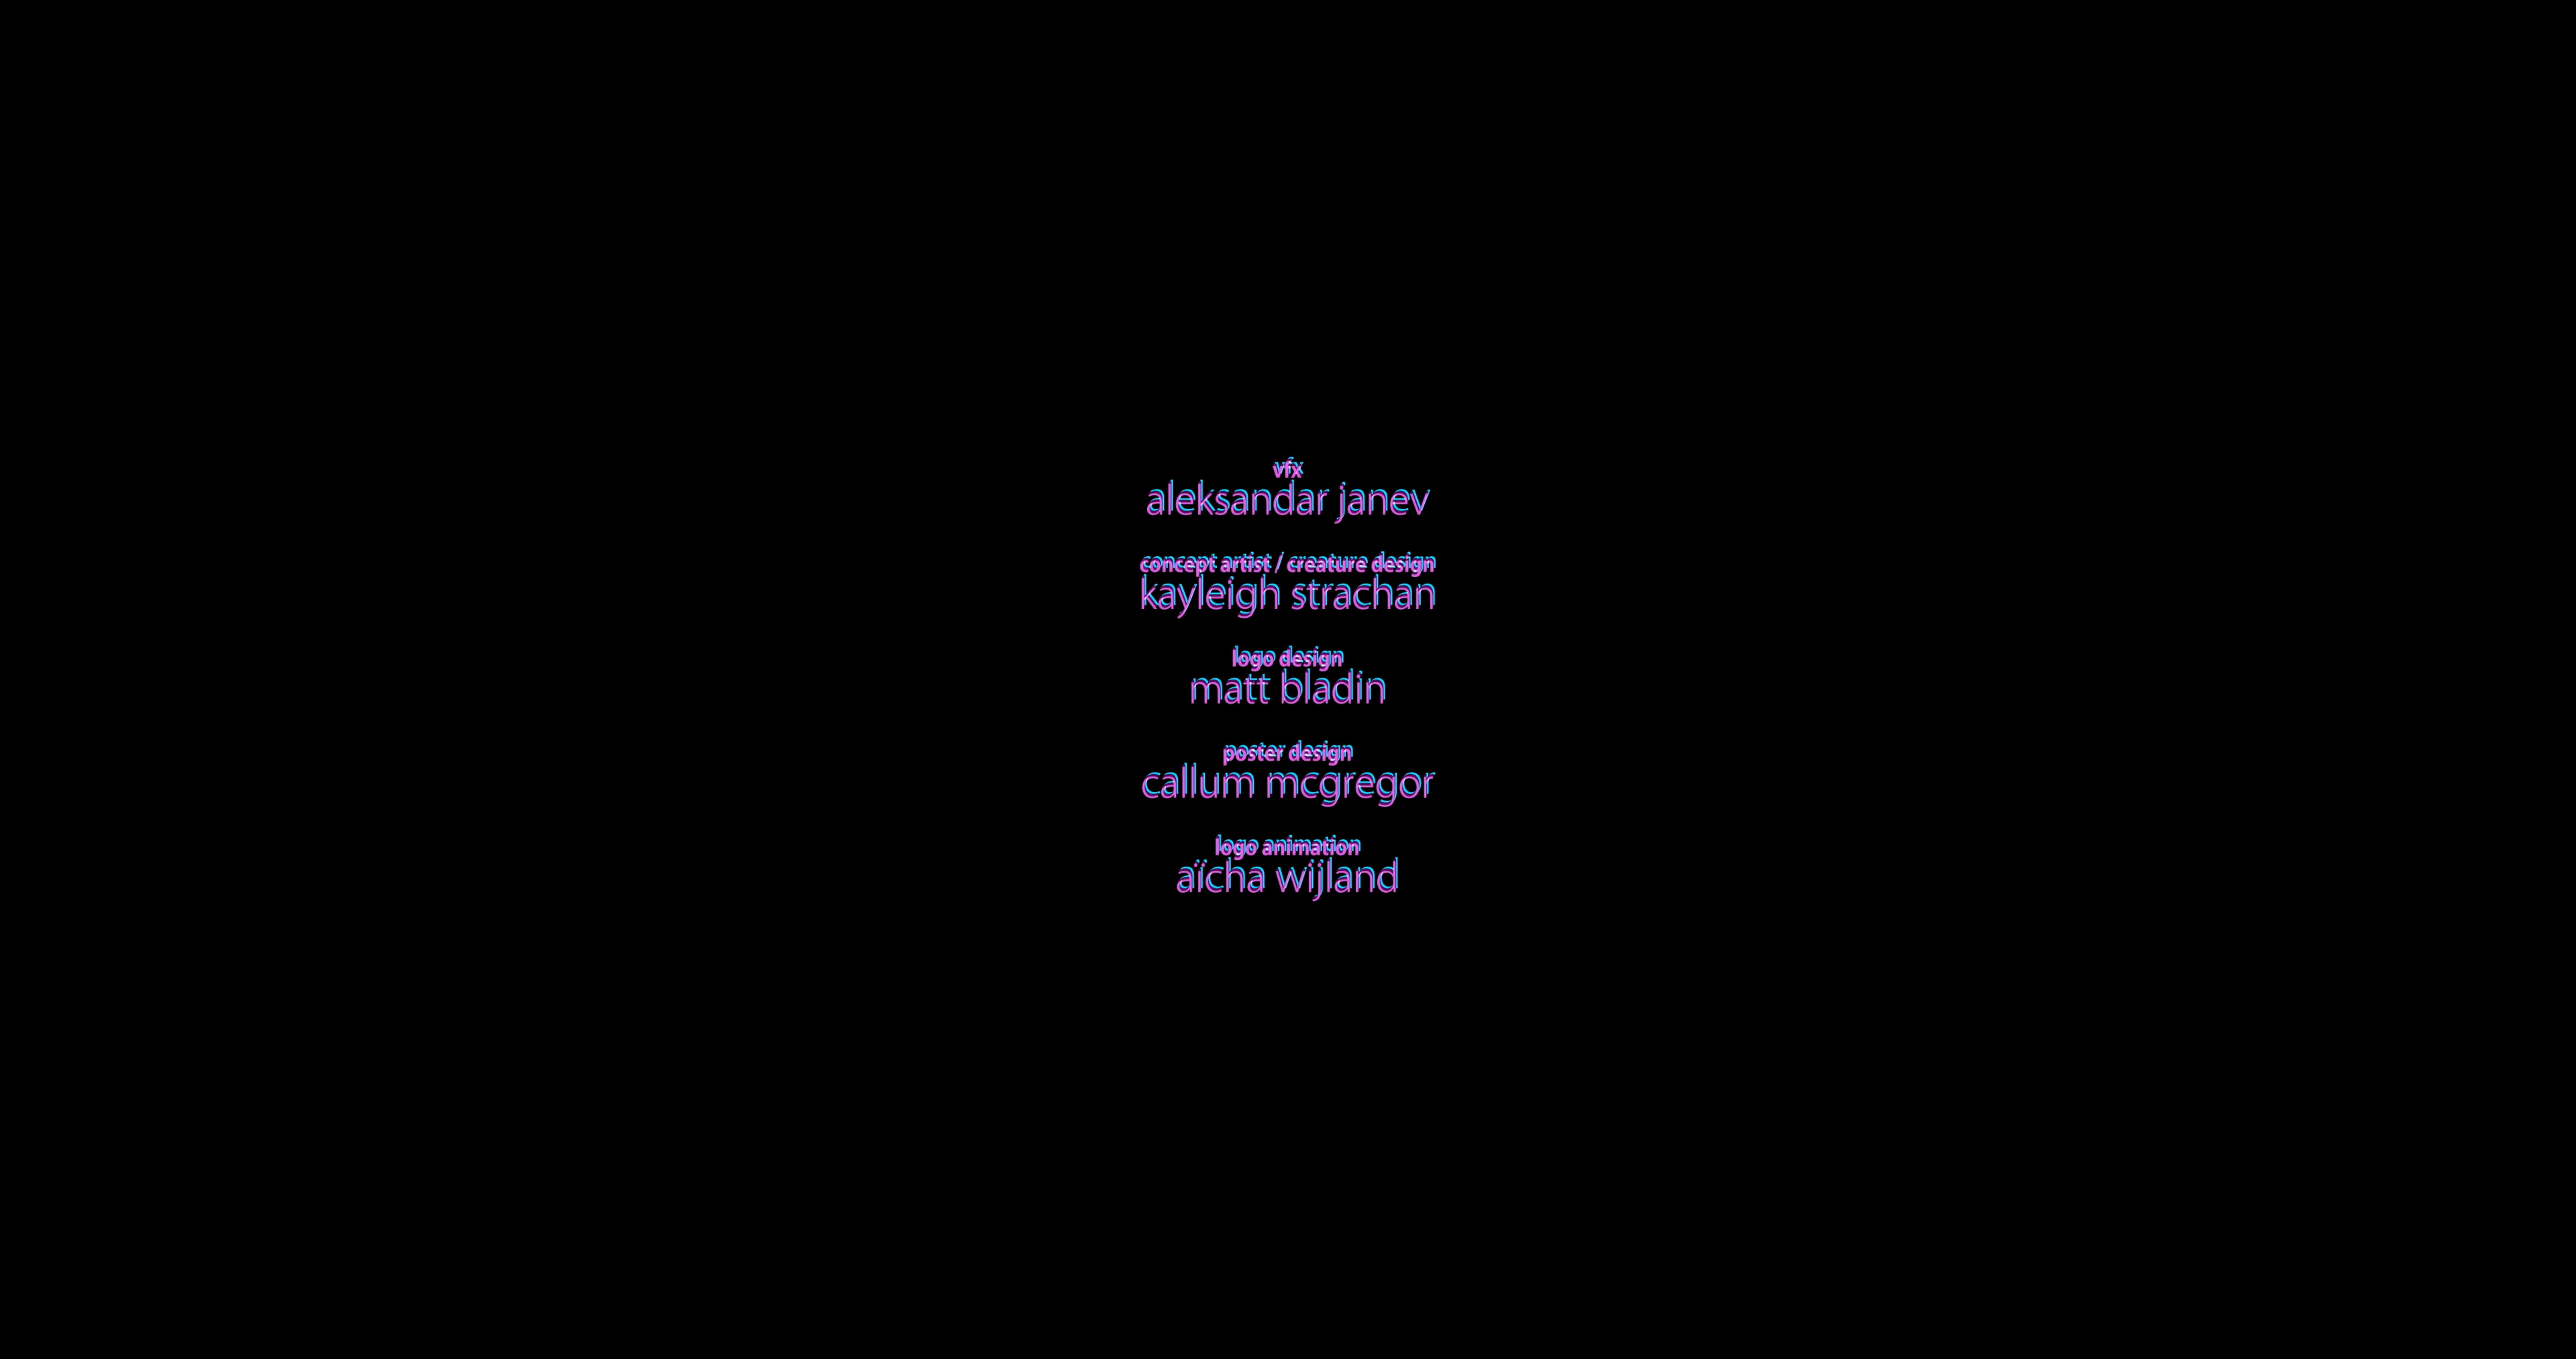 vfx
aleksandar janev
concept artist / creature design
kayleigh strachan
logo design
matt bladin
poster design
callum mcgregor
logo animation
aïcha wijland